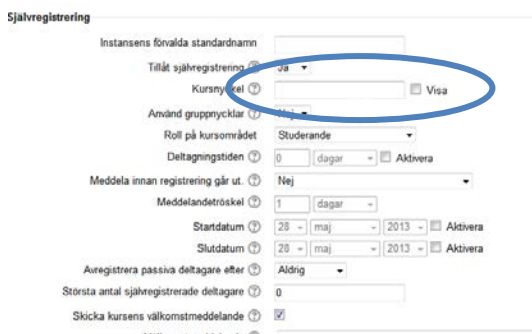 Självregistrering
Instansens förvalda standardnamn
Tillåt självregistrering Ja
Kursnyckel Visa
Använd gruppnycklar Nej
Roll på kursområdet Studerande
Deltagningstiden 0 dagar Aktivera
Meddela innan registrering går ut. Nej
Meddelandetröskel 1 dagar
Startdatum 28 maj 2013 Aktivera
Slutdatum 28 maj 2013 Aktivera
Avregistrera passiva deltagare efter Aldrig
Största antal självregistrerade deltagare 0
Skicka kursens välkomstmeddelande